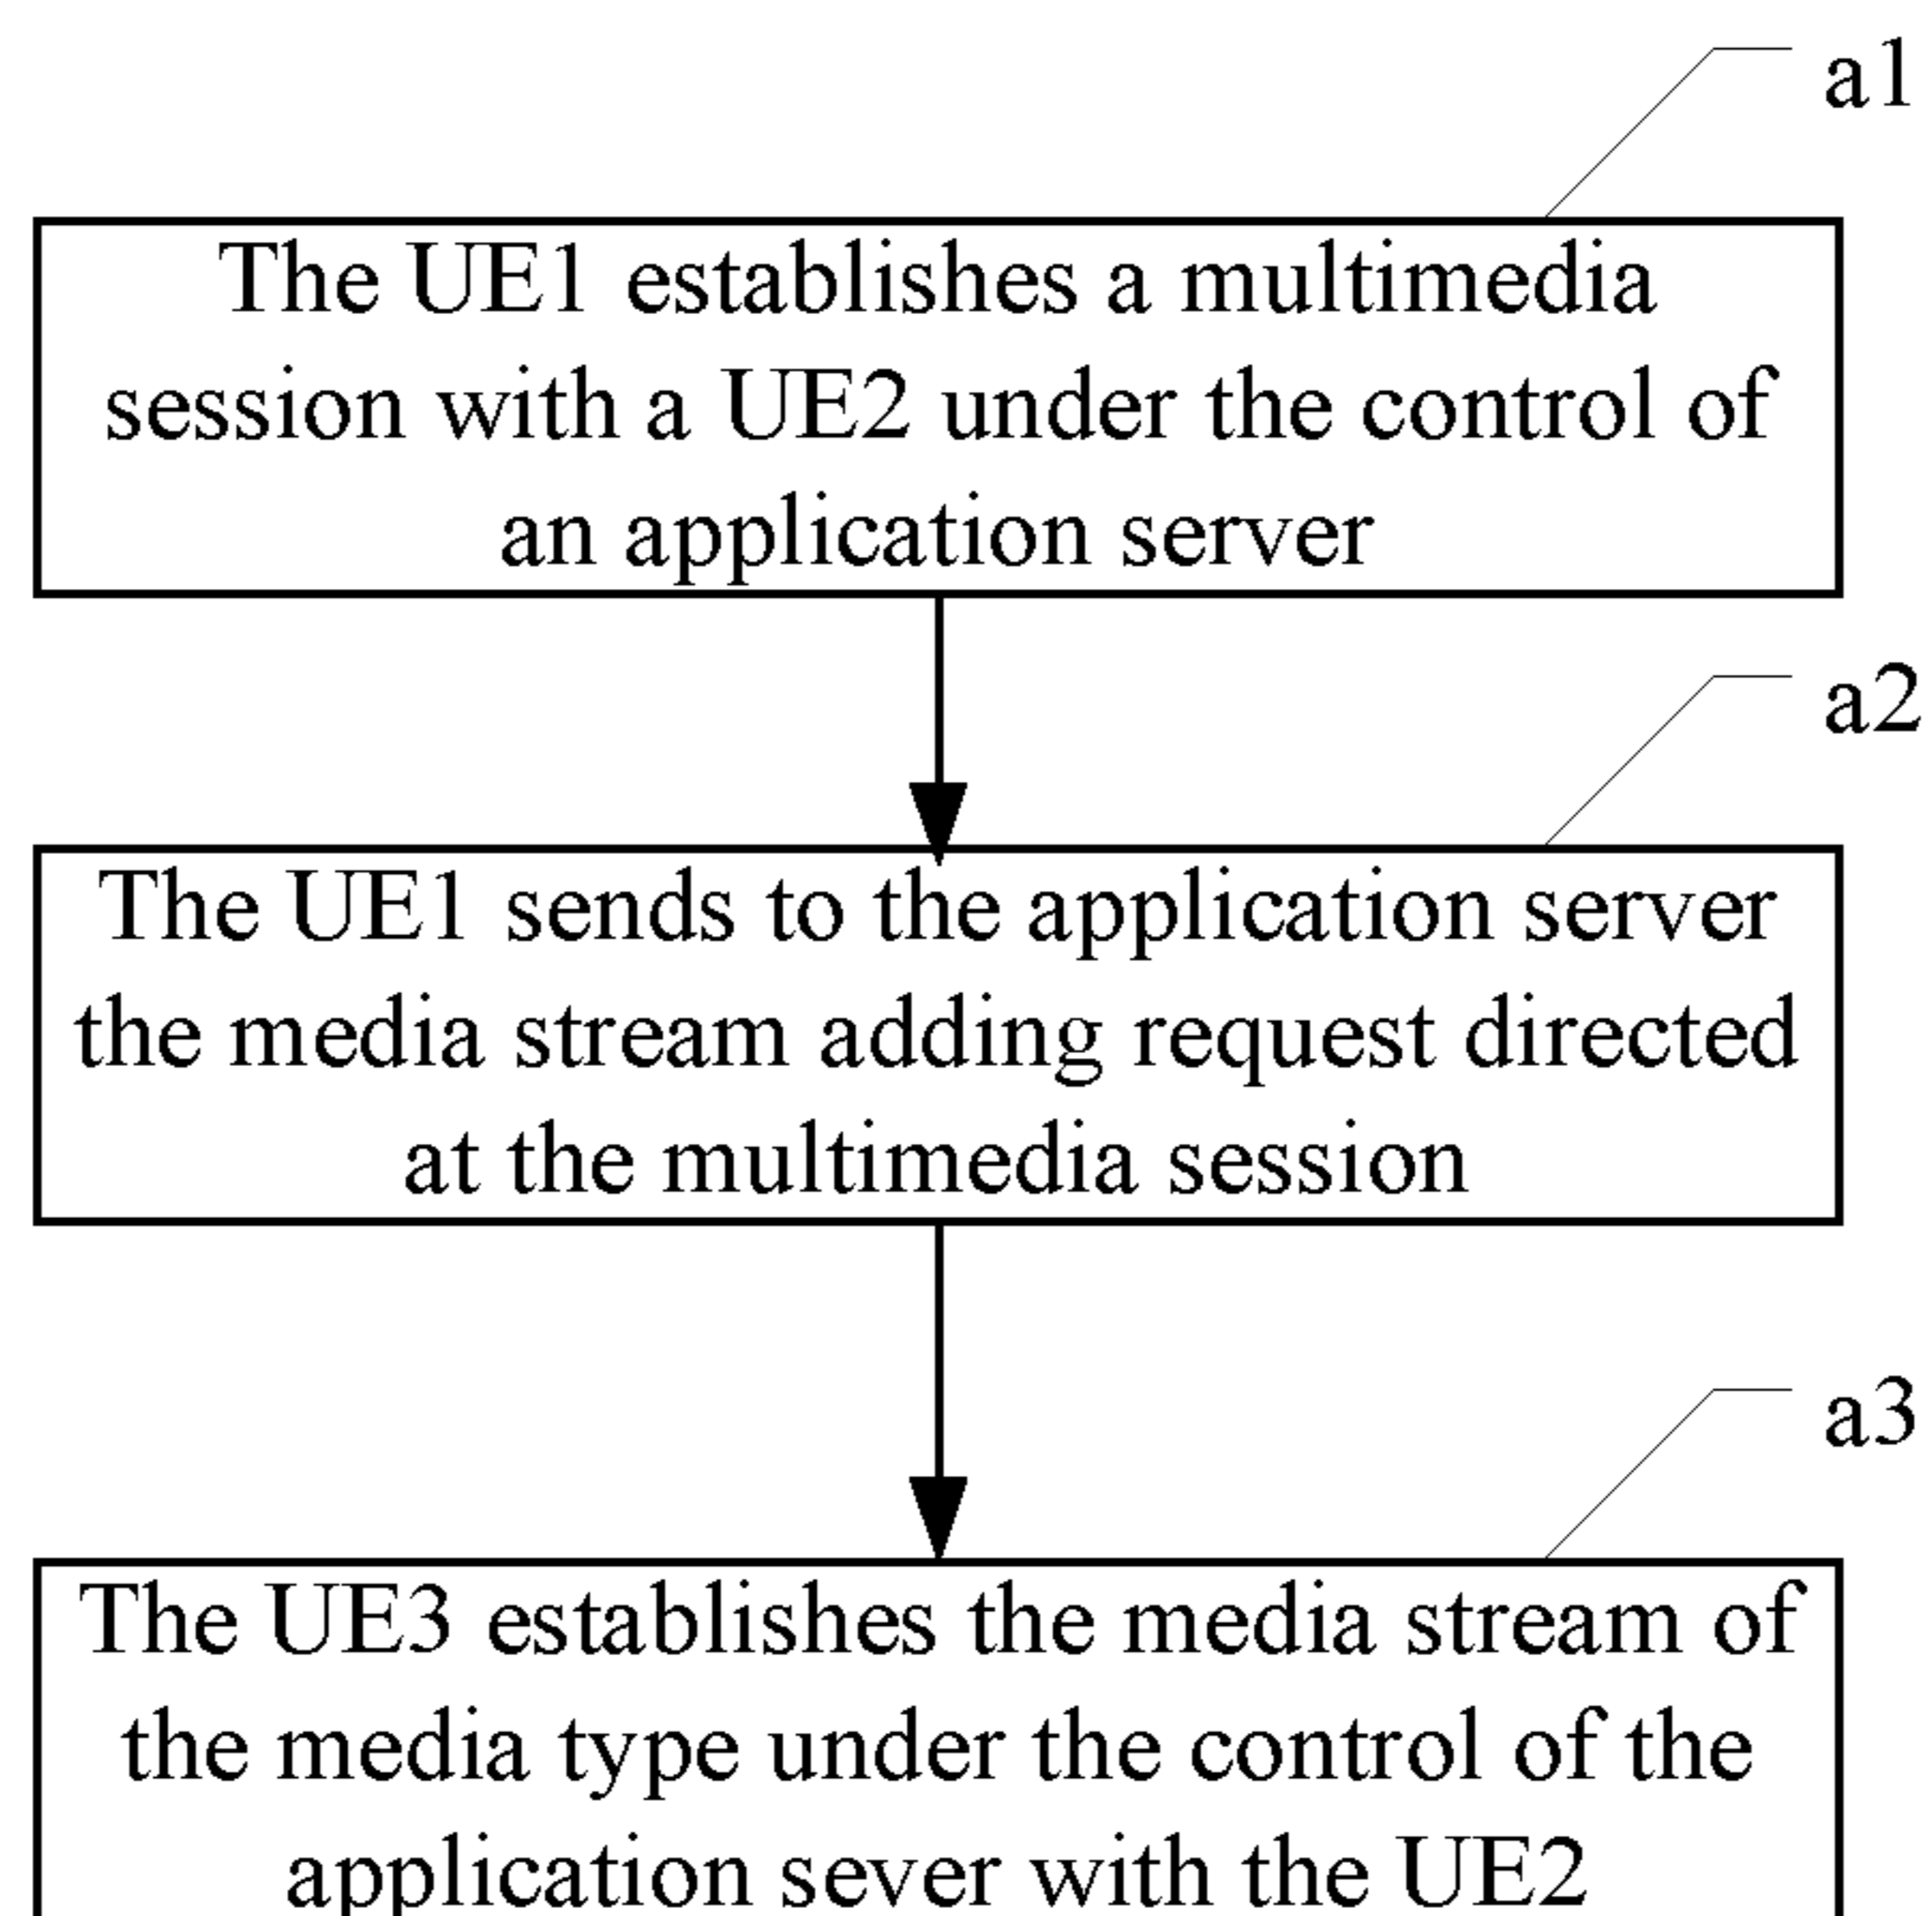 a1
The UE1 establishes a multimedia
session with a UE2 under the control of
an application server
a2
The UE1 sends to the application server
the media stream adding request directed
at the multimedia session
a3
The UE3 establishes the media stream of
the media type under the control of the
application sever with the UE2